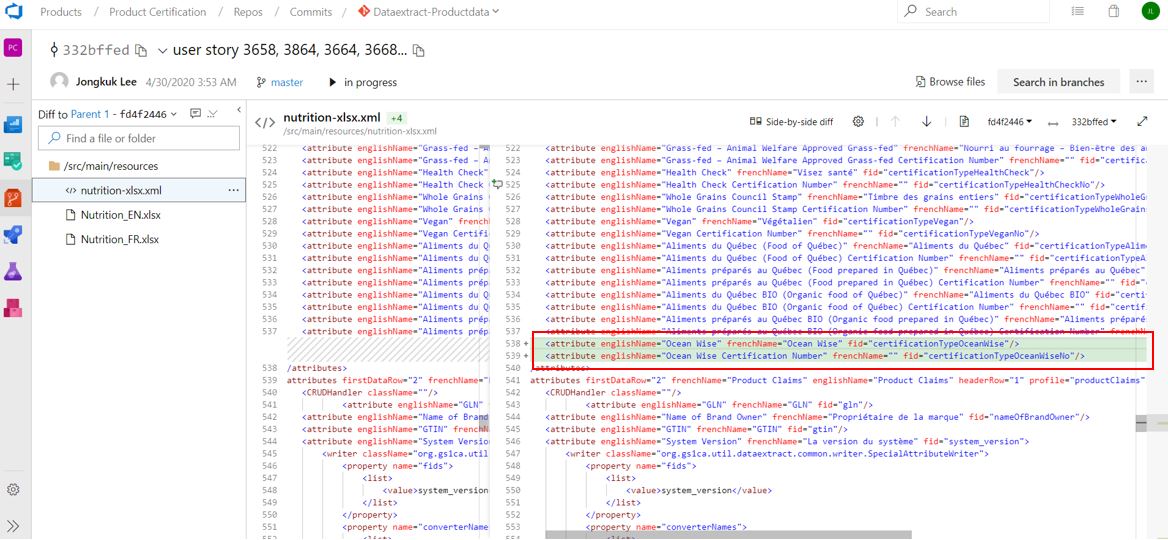 Products / Product Certification / Repos / Commits / Dataextract-Productdata
Search
JL
PC
332bffed user story 3658, 3864, 3664, 3668...
Jongkuk Lee 4/30/2020 3:53 AM master in progress
Browse files Search in branches
Diff to Parent 1 - fd4f2446
Find a file or folder
/src/main/resources
nutrition-xlsx.xml
Nutrition_EN.xlsx
Nutrition_FR.xlsx
nutrition-xlsx.xml +4
/src/main/resources/nutrition-xlsx.xml
Side-by-side diff fd4f2446 332bffed
522 <attribute englishName="Grass-fed – A
523 <attribute englishName="Grass-fed – A
524 <attribute englishName="Health Check"
525 <attribute englishName="Health Check"
526 <attribute englishName="Whole Grains
527 <attribute englishName="Whole Grains
528 <attribute englishName="Vegan" french
529 <attribute englishName="Vegan Certifi
530 <attribute englishName="Aliments du Q
531 <attribute englishName="Aliments du Q
532 <attribute englishName="Aliments prép
533 <attribute englishName="Aliments prép
534 <attribute englishName="Aliments du Q
535 <attribute englishName="Aliments du Q
536 <attribute englishName="Aliments prép
537 <attribute englishName="Aliments prép
538 /attributes>
539 attributes firstDataRow="2" frenchName="
540 <CRUDHandler className=""/>
541 <attribute englishName="GLN"
542 <attribute englishName="Name of Brand
543 <attribute englishName="GTIN" frenchN
544 <attribute englishName="System Version
545 <writer className="org.gs1ca.util
546 <property name="fids">
547 <list>
548 <value>system_version
549 </list>
550 </property>
551 <property name="converterNames">
522 <attribute englishName="Grass-fed – Animal Welfare Approved Grass-fed" frenchName="Nourri au fourrage – Bien-être des an
523 <attribute englishName="Grass-fed – Animal Welfare Approved Grass-fed Certification Number" frenchName="" fid="certifica
524 <attribute englishName="Health Check" frenchName="Visez santé" fid="certificationTypeHealthCheck"/>
525 <attribute englishName="Health Check Certification Number" frenchName="" fid="certificationTypeHealthCheckNo"/>
526 <attribute englishName="Whole Grains Council Stamp" frenchName="Timbre des grains entiers" fid="certificationTypeWholeGr
527 <attribute englishName="Whole Grains Council Stamp Certification Number" frenchName="" fid="certificationTypeWholeGrains
528 <attribute englishName="Vegan" frenchName="Végétalien" fid="certificationTypeVegan"/>
529 <attribute englishName="Vegan Certification Number" frenchName="" fid="certificationTypeVeganNo"/>
530 <attribute englishName="Aliments du Québec (Food of Québec)" frenchName="Aliments du Québec" fid="certificationTypeAlime
531 <attribute englishName="Aliments du Québec (Food of Québec) Certification Number" frenchName="" fid="certificationTypeA
532 <attribute englishName="Aliments préparés au Québec (Food prepared in Québec)" frenchName="Aliments préparés au Québec"
533 <attribute englishName="Aliments préparés au Québec (Food prepared in Québec) Certification Number" frenchName="" fid="c
534 <attribute englishName="Aliments du Québec BIO (Organic food of Québec)" frenchName="Aliments du Québec BIO" fid="certif
535 <attribute englishName="Aliments du Québec BIO (Organic food of Québec) Certification Number" frenchName="" fid="certifi
536 <attribute englishName="Aliments préparés au Québec BIO (Organic food prepared in Québec)" frenchName="Aliments préparé
537 <attribute englishName="Aliments préparés au Québec BIO (Organic food prepared in Québec) Certification Number" frenchN
538 + <attribute englishName="Ocean Wise" frenchName="Ocean Wise" fid="certificationTypeOceanWise"/>
539 + <attribute englishName="Ocean Wise Certification Number" frenchName="" fid="certificationTypeOceanWiseNo"/>
540 /attributes>
541 attributes firstDataRow="2" frenchName="Product Claims" englishName="Product Claims" headerRow="1" profile="productClaims"
542 <CRUDHandler className=""/>
543 <attribute englishName="GLN" frenchName="GLN" fid="gln"/>
544 <attribute englishName="Name of Brand Owner" frenchName="Propriétaire de la marque" fid="nameOfBrandOwner"/>
545 <attribute englishName="GTIN" frenchName="GTIN" fid="gtin"/>
546 <attribute englishName="System Version" frenchName="La version du système" fid="system_version">
547 <writer className="org.gs1ca.util.dataextract.common.writer.SpecialAttributeWriter">
548 <property name="fids">
549 <list>
550 <value>system_version</value>
551 </list>
552 </property>
553 <property name="converterNames">